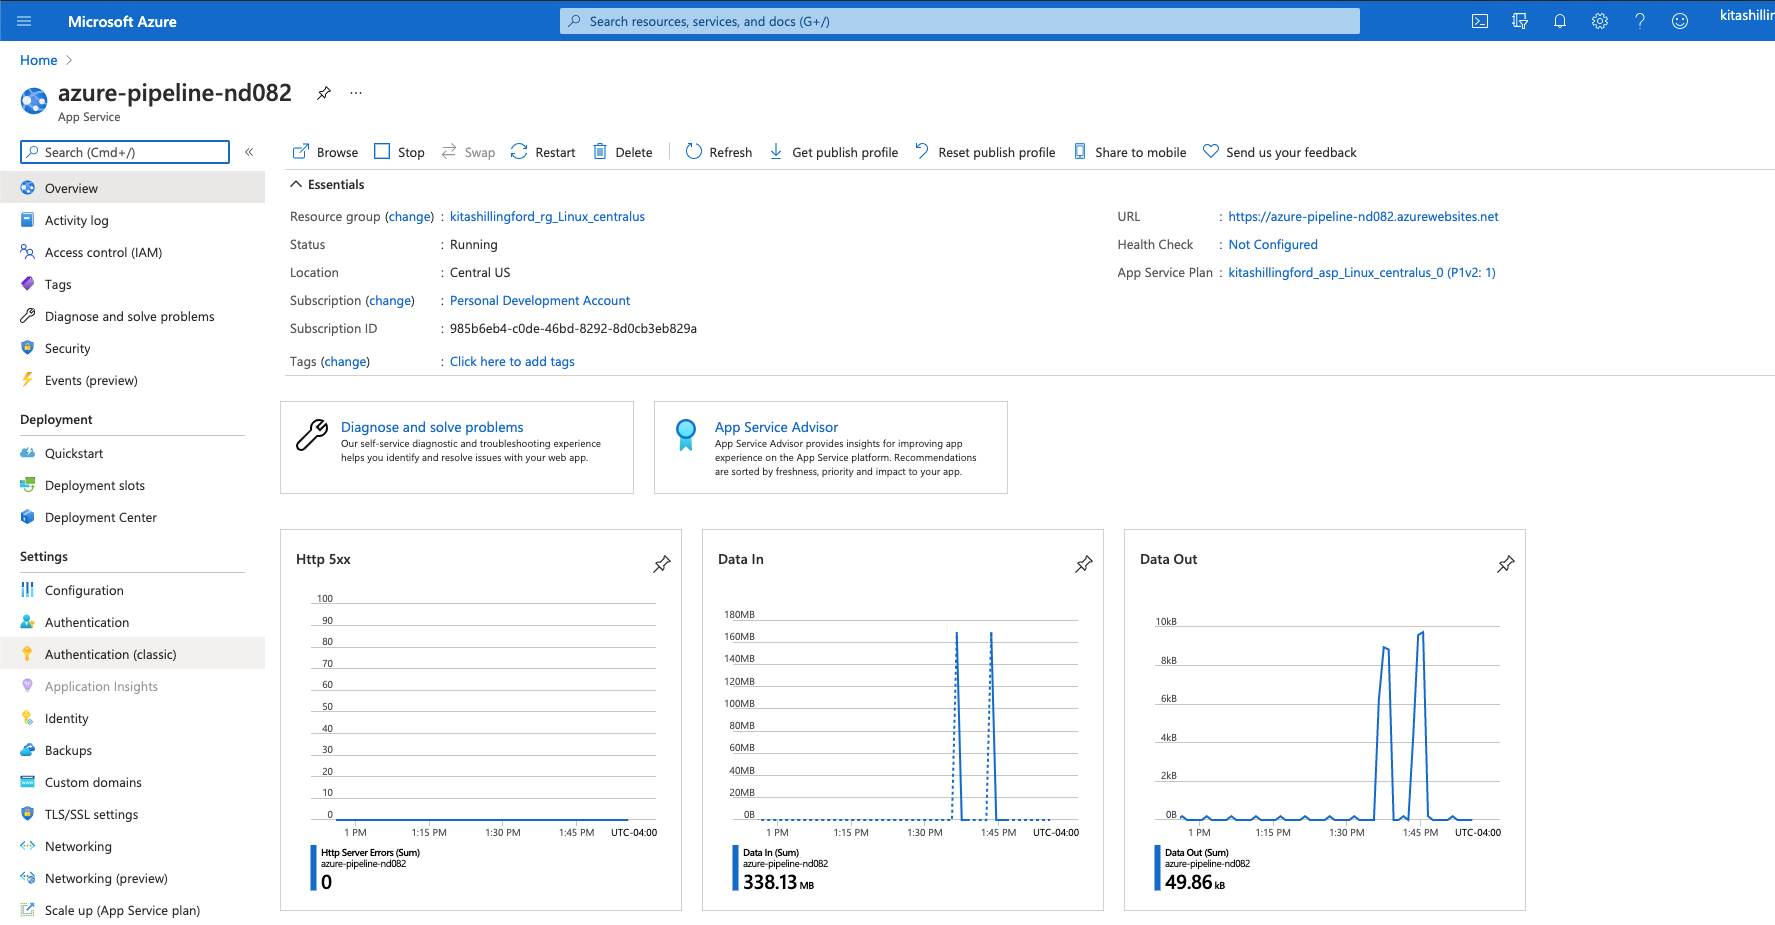 Microsoft Azure
Search resources, services, and docs (G+/)
kitashillin
Home
azure-pipeline-nd082
...
App Service
Search (Cmd+/)
«
Browse
Stop
Swap
Restart
Delete
Refresh
Get publish profile
Reset publish profile
Share to mobile
Send us your feedback
Overview
Activity log
Access control (IAM)
Tags
Diagnose and solve problems
Security
Events (preview)
Deployment
Quickstart
Deployment slots
Deployment Center
Settings
Configuration
Authentication
Authentication (classic)
Application Insights
Identity
Backups
Custom domains
TLS/SSL settings
Networking
Networking (preview)
Scale up (App Service plan)
Essentials
Resource group (change) : kitashillingford_rg_Linux_centralus
Status : Running
Location : Central US
Subscription (change) : Personal Development Account
Subscription ID : 985b6eb4-c0de-46bd-8292-8d0cb3eb829a
Tags (change) : Click here to add tags
URL : https://azure-pipeline-nd082.azurewebsites.net
Health Check : Not Configured
App Service Plan : kitashillingford_asp_Linux_centralus_0 (P1v2: 1)
Diagnose and solve problems
Our self-service diagnostic and troubleshooting experience
helps you identify and resolve issues with your web app.
App Service Advisor
App Service Advisor provides insights for improving app
experience on the App Service platform. Recommendations
are sorted by freshness, priority and impact to your app.
Http 5xx
100
90
80
70
60
50
40
30
20
10
0
1 PM 1:15 PM 1:30 PM 1:45 PM UTC-04:00
Http Server Errors (Sum)
azure-pipeline-nd082
0
Data In
180MB
160MB
140MB
120MB
100MB
80MB
60MB
40MB
20MB
0B
1 PM 1:15 PM 1:30 PM 1:45 PM UTC-04:00
Data In (Sum)
azure-pipeline-nd082
338.13 MB
Data Out
10kB
8kB
6kB
4kB
2kB
0B
1 PM 1:15 PM 1:30 PM 1:45 PM UTC-04:00
Data Out (Sum)
azure-pipeline-nd082
49.86 kB